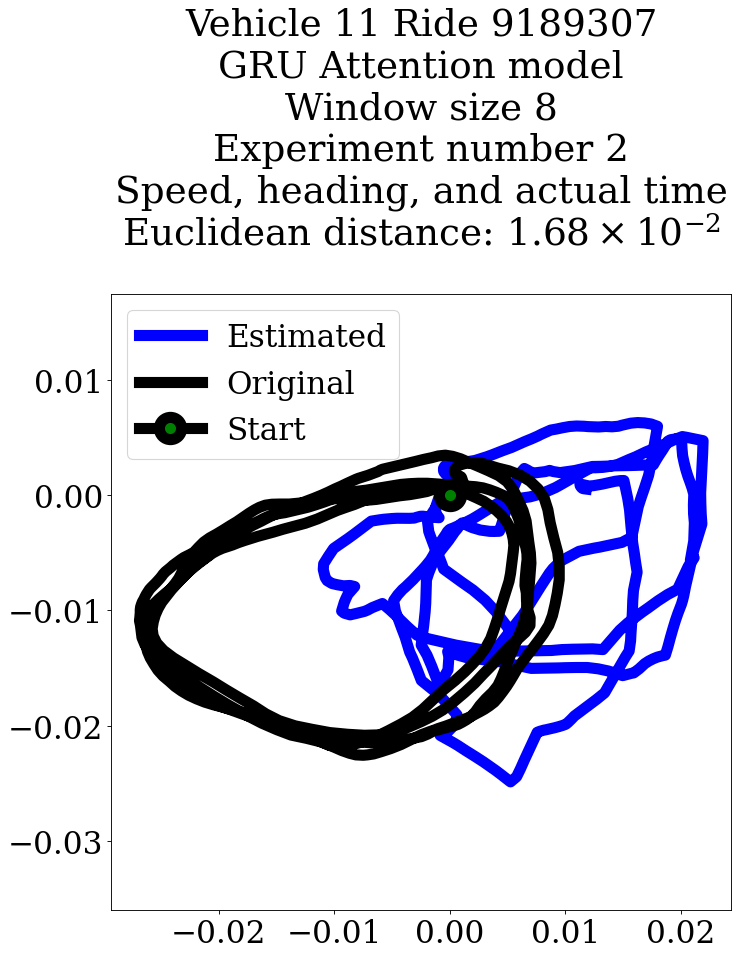 Vehicle 11 Ride 9189307
GRU Attention model
Window size 8
Experiment number 2
Speed, heading, and actual time
Euclidean distance: 1.68 × 10⁻²
Estimated
Original
Start
0.01
0.00
−0.01
−0.02
−0.03
−0.02 −0.01 0.00 0.01 0.02